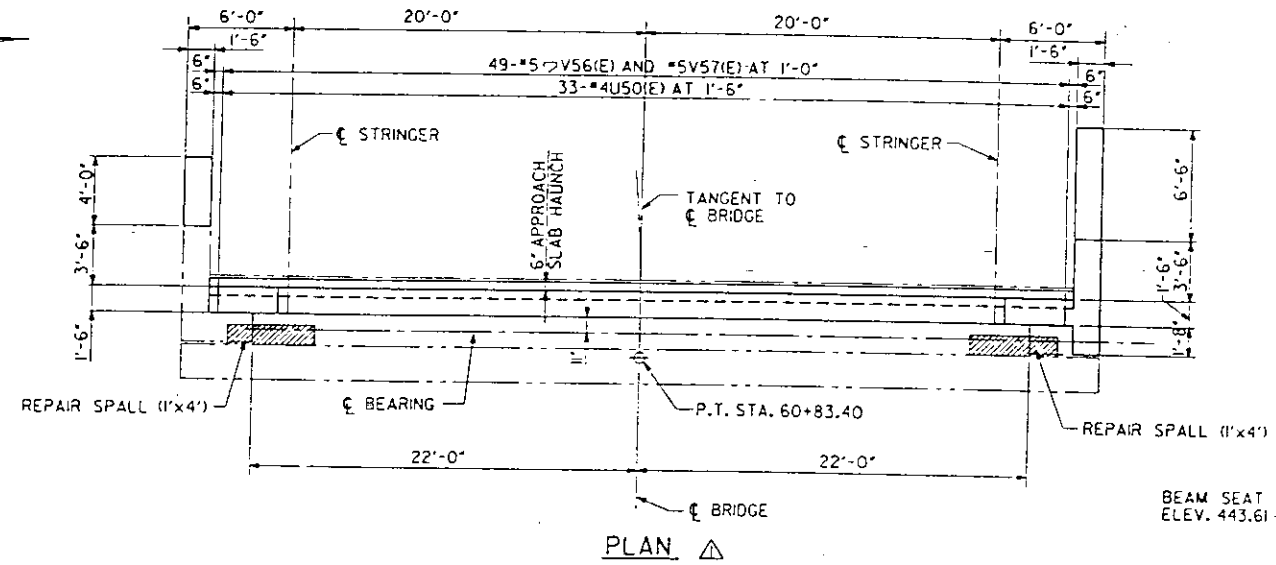 6'-0" 20'-0" 20'-0" 6'-0"
1'-6" 1'-6"
6" 49-#5 V56(E) AND #5V57(E) AT 1'-0" 6"
6" 33-#4U50(E) AT 1'-6" 6"
℄ STRINGER
℄ STRINGER
4'-0"
6" APPROACH
SLAB HAUNCH
TANGENT TO
℄ BRIDGE
6'-6"
3'-6"
1'-6"
3'-6"
1'-6"
11"
1'-8"
REPAIR SPALL (1'x4')
℄ BEARING
P.T. STA. 60+83.40
REPAIR SPALL (1'x4')
22'-0" 22'-0"
℄ BRIDGE
BEAM SEAT
ELEV. 443.61
PLAN 1